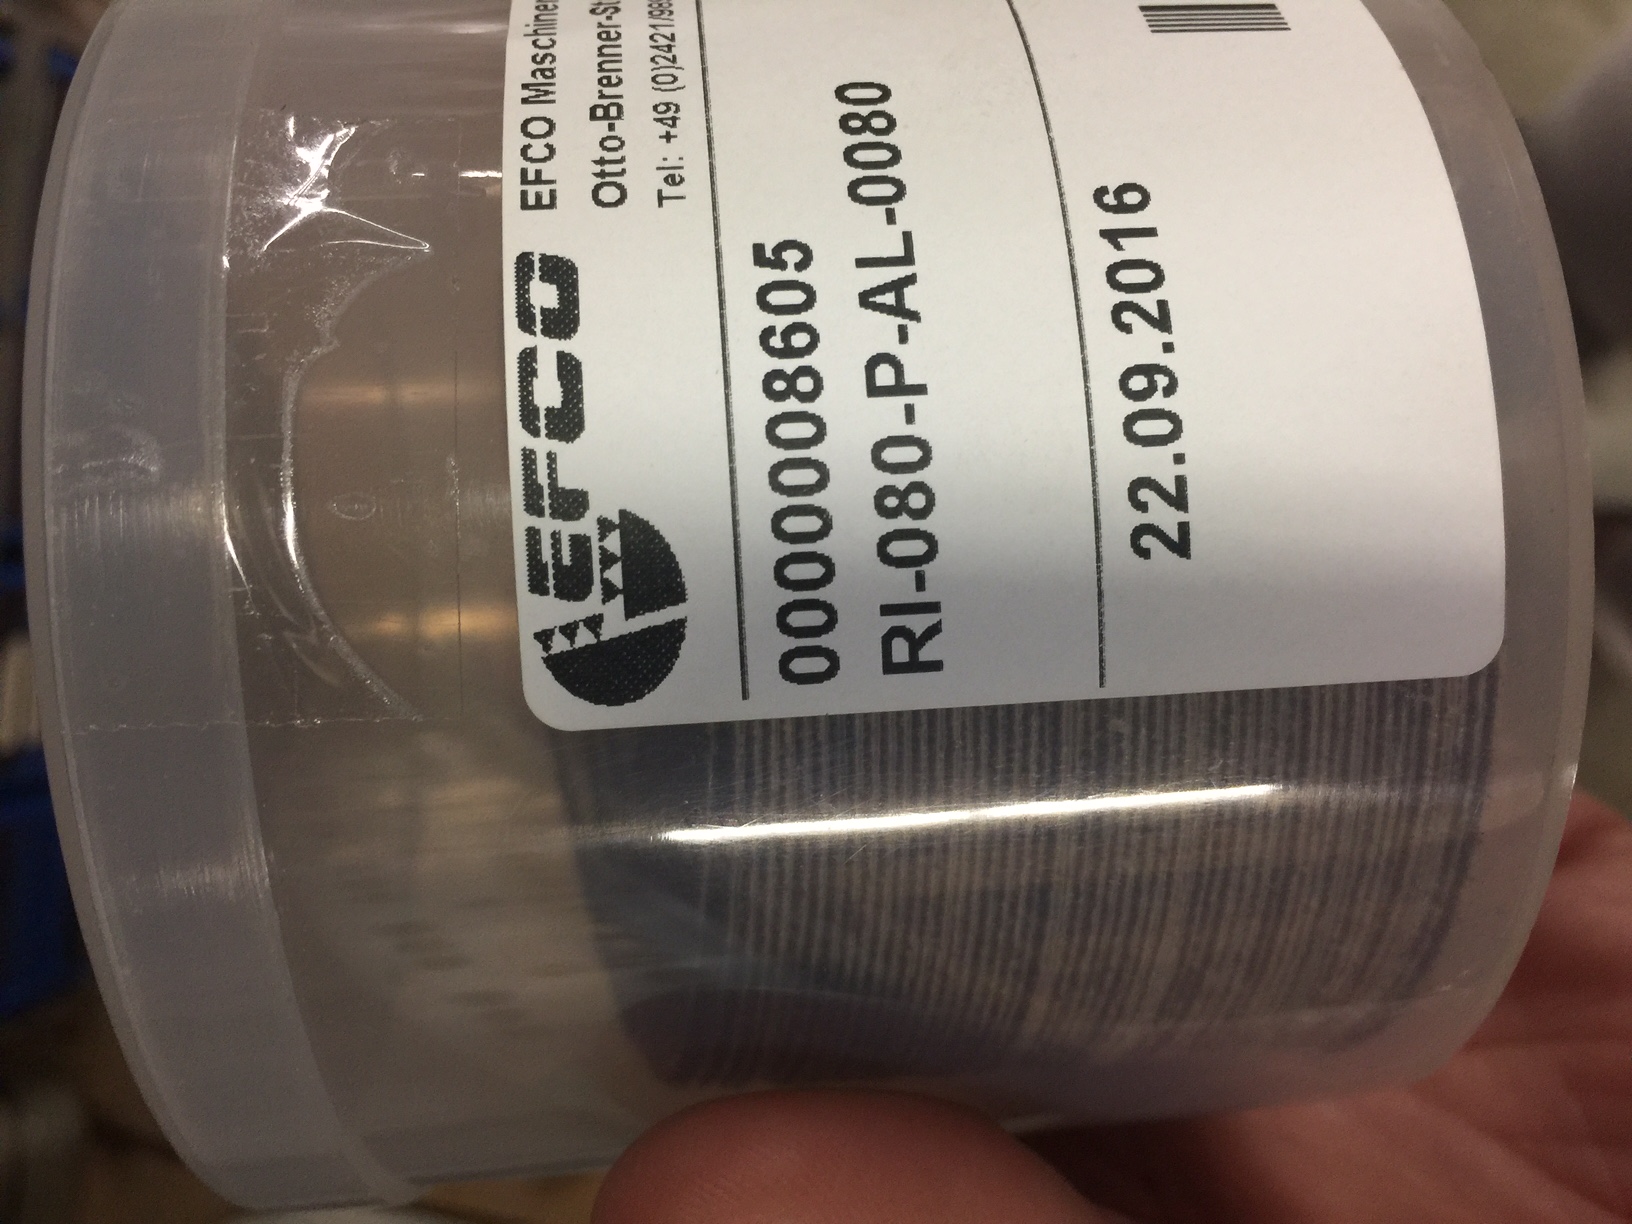 EFCO
EFCO Maschinen
Otto-Brenner-St
Tel: +49 (0)2421/98
0000008605
RI-080-P-AL-0080
22.09.2016